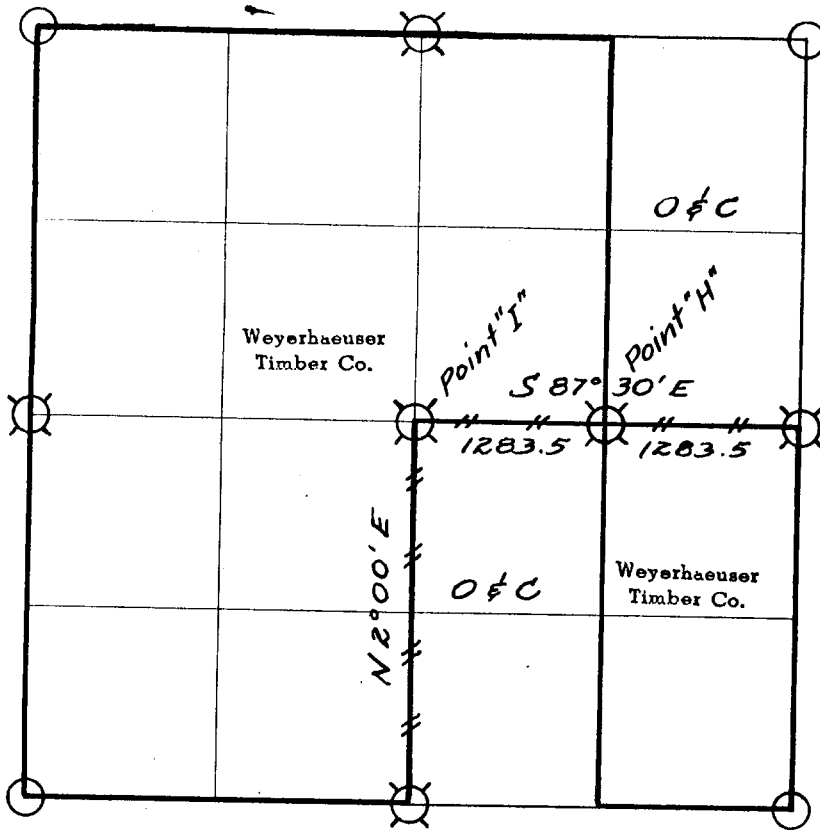 O & C
Point "I"
Point "H"
Weyerhaeuser
Timber Co.
S 87° 30' E
1283.5
1283.5
N 2° 00' E
O & C
Weyerhaeuser
Timber Co.